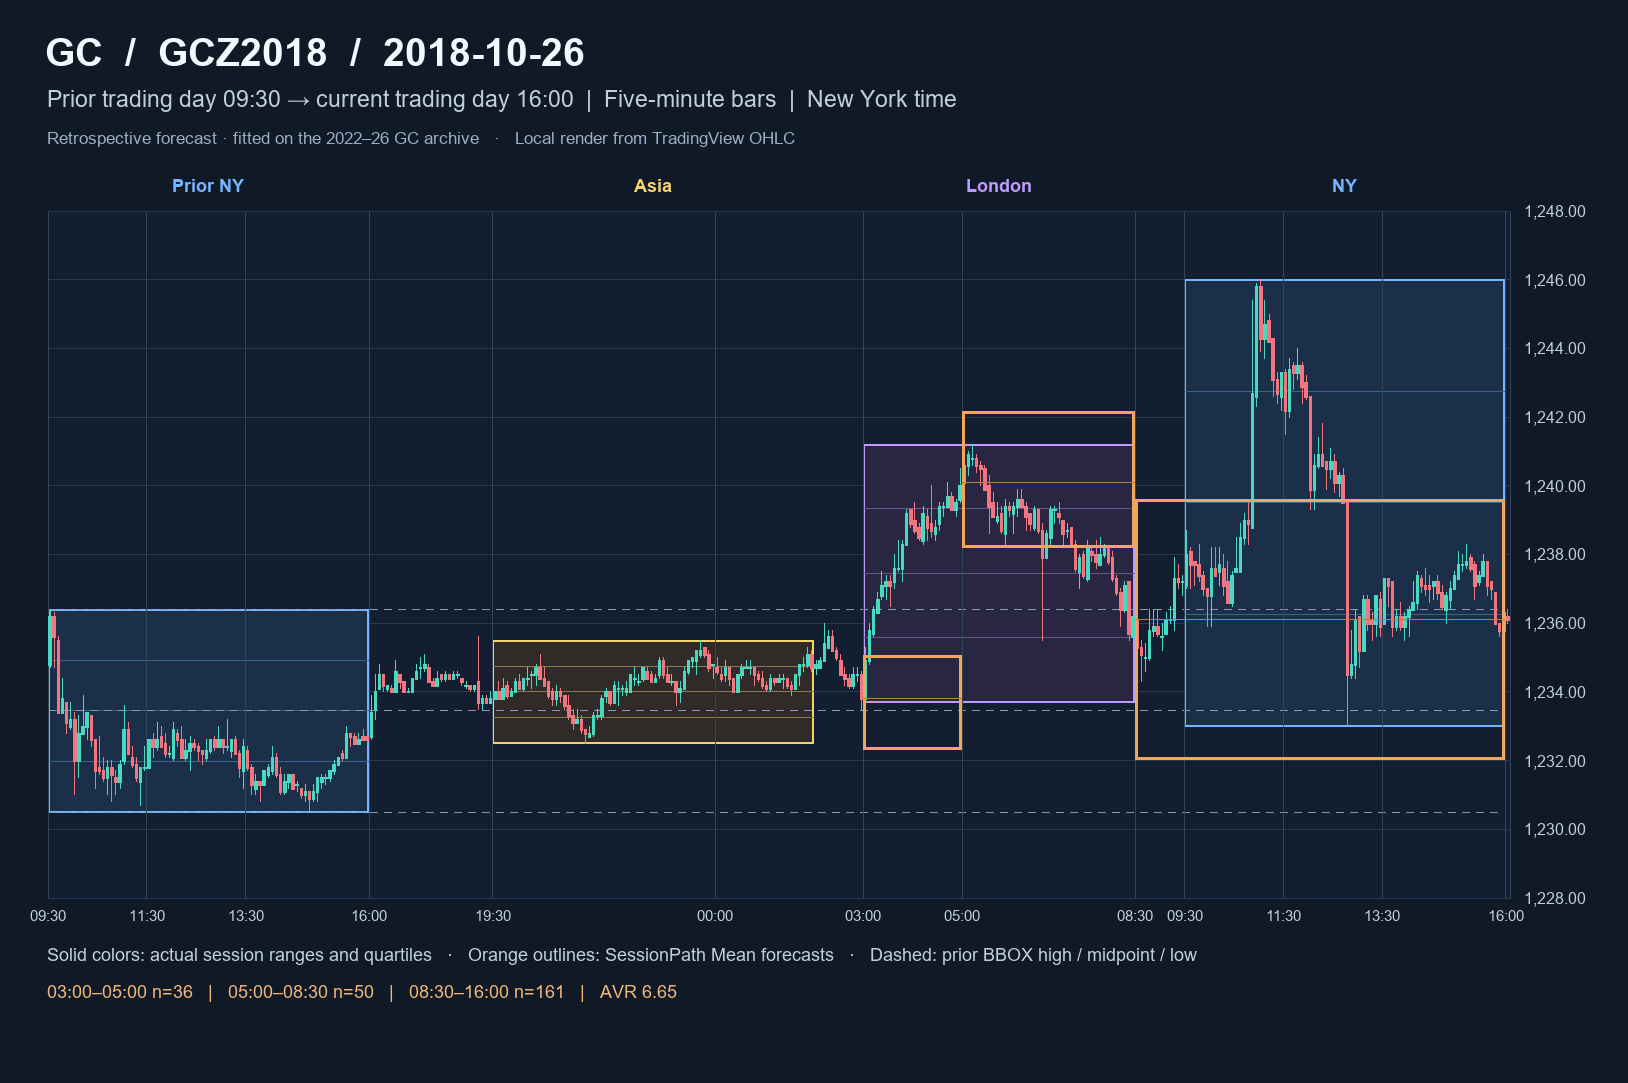 GC / GCZ2018 / 2018-10-26
Prior trading day 09:30 → current trading day 16:00 | Five-minute bars | New York time
Retrospective forecast · fitted on the 2022–26 GC archive · Local render from TradingView OHLC
Prior NY Asia London NY
1,248.00
1,246.00
1,244.00
1,242.00
1,240.00
1,238.00
1,236.00
1,234.00
1,232.00
1,230.00
1,228.00
09:30 11:30 13:30 16:00 19:30 00:00 03:00 05:00 08:30 09:30 11:30 13:30 16:00
Solid colors: actual session ranges and quartiles · Orange outlines: SessionPath Mean forecasts · Dashed: prior BBOX high / midpoint / low
03:00–05:00 n=36 | 05:00–08:30 n=50 | 08:30–16:00 n=161 | AVR 6.65